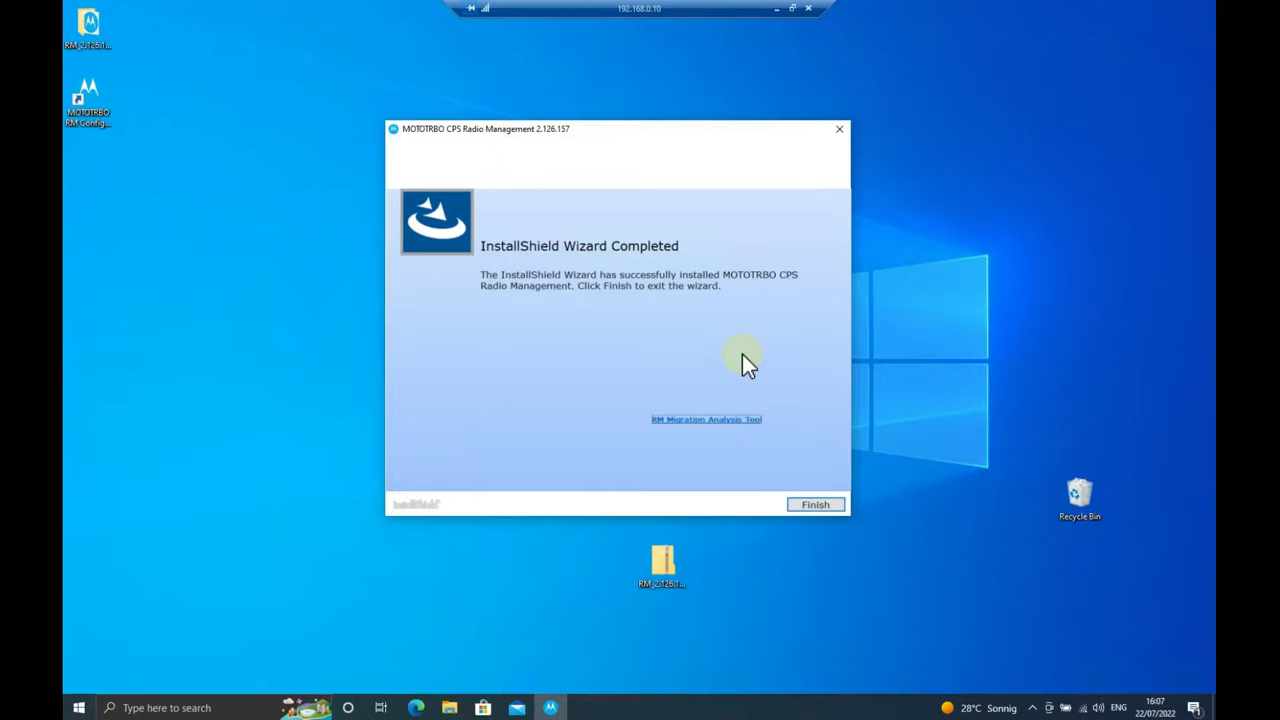 192.168.0.10
RM_2.126.1...
MOTOTRBO
RM Config...
MOTOTRBO CPS Radio Management 2.126.157
InstallShield Wizard Completed
The InstallShield Wizard has successfully installed MOTOTRBO CPS
Radio Management. Click Finish to exit the wizard.
RM Migration Analysis Tool
InstallShield
Finish
Recycle Bin
RM_2.126.1...
Type here to search
28°C Sonnig
ENG
16:07
22/07/2022
1